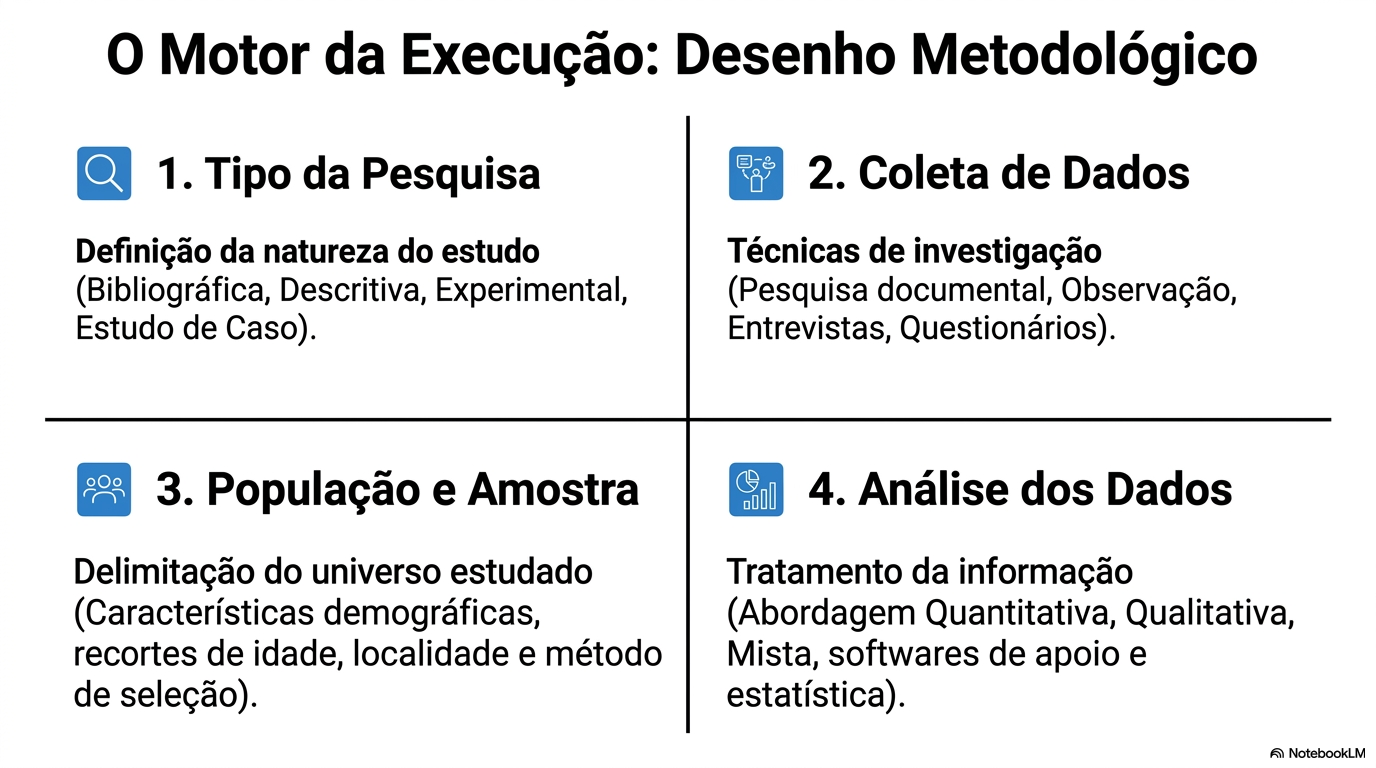 O Motor da Execução: Desenho Metodológico
1. Tipo da Pesquisa
Definição da natureza do estudo
(Bibliográfica, Descritiva, Experimental,
Estudo de Caso).
2. Coleta de Dados
Técnicas de investigação
(Pesquisa documental, Observação,
Entrevistas, Questionários).
3. População e Amostra
Delimitação do universo estudado
(Características demográficas,
recortes de idade, localidade e método
de seleção).
4. Análise dos Dados
Tratamento da informação
(Abordagem Quantitativa, Qualitativa,
Mista, softwares de apoio e
estatística).
NotebookLM